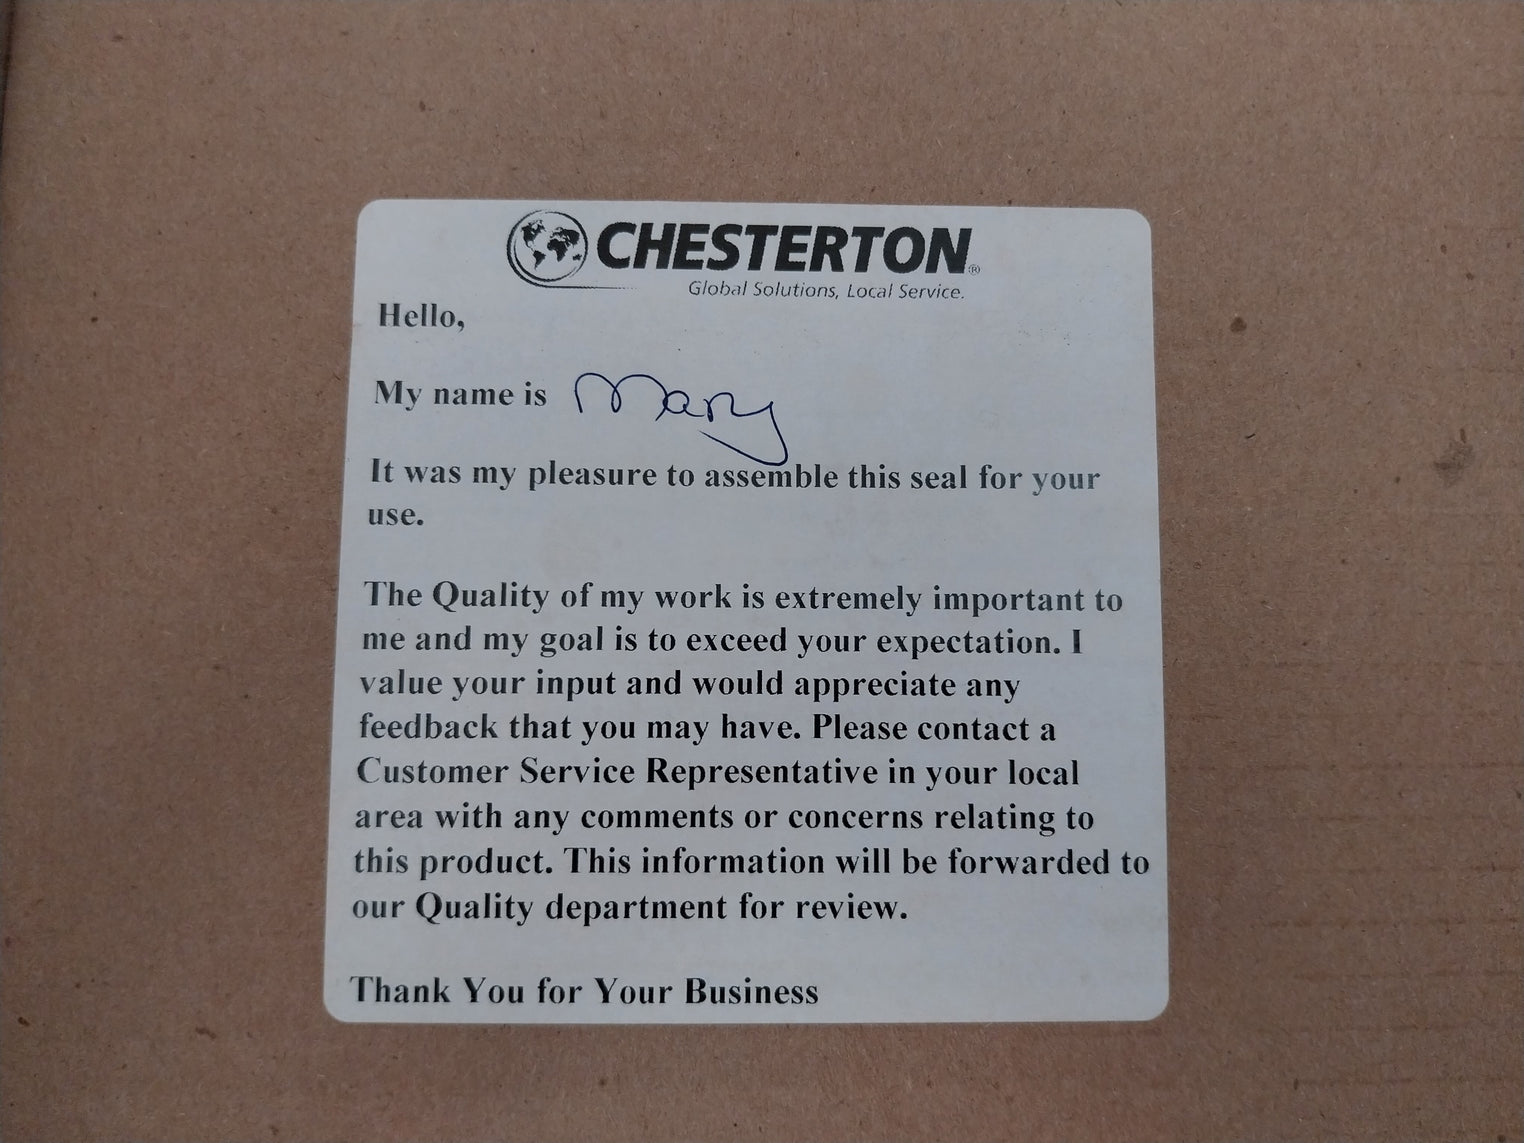 CHESTERTON®
Global Solutions, Local Service.
Hello,
My name is Mary
It was my pleasure to assemble this seal for your
use.
The Quality of my work is extremely important to
me and my goal is to exceed your expectation. I
value your input and would appreciate any
feedback that you may have. Please contact a
Customer Service Representative in your local
area with any comments or concerns relating to
this product. This information will be forwarded to
our Quality department for review.
Thank You for Your Business